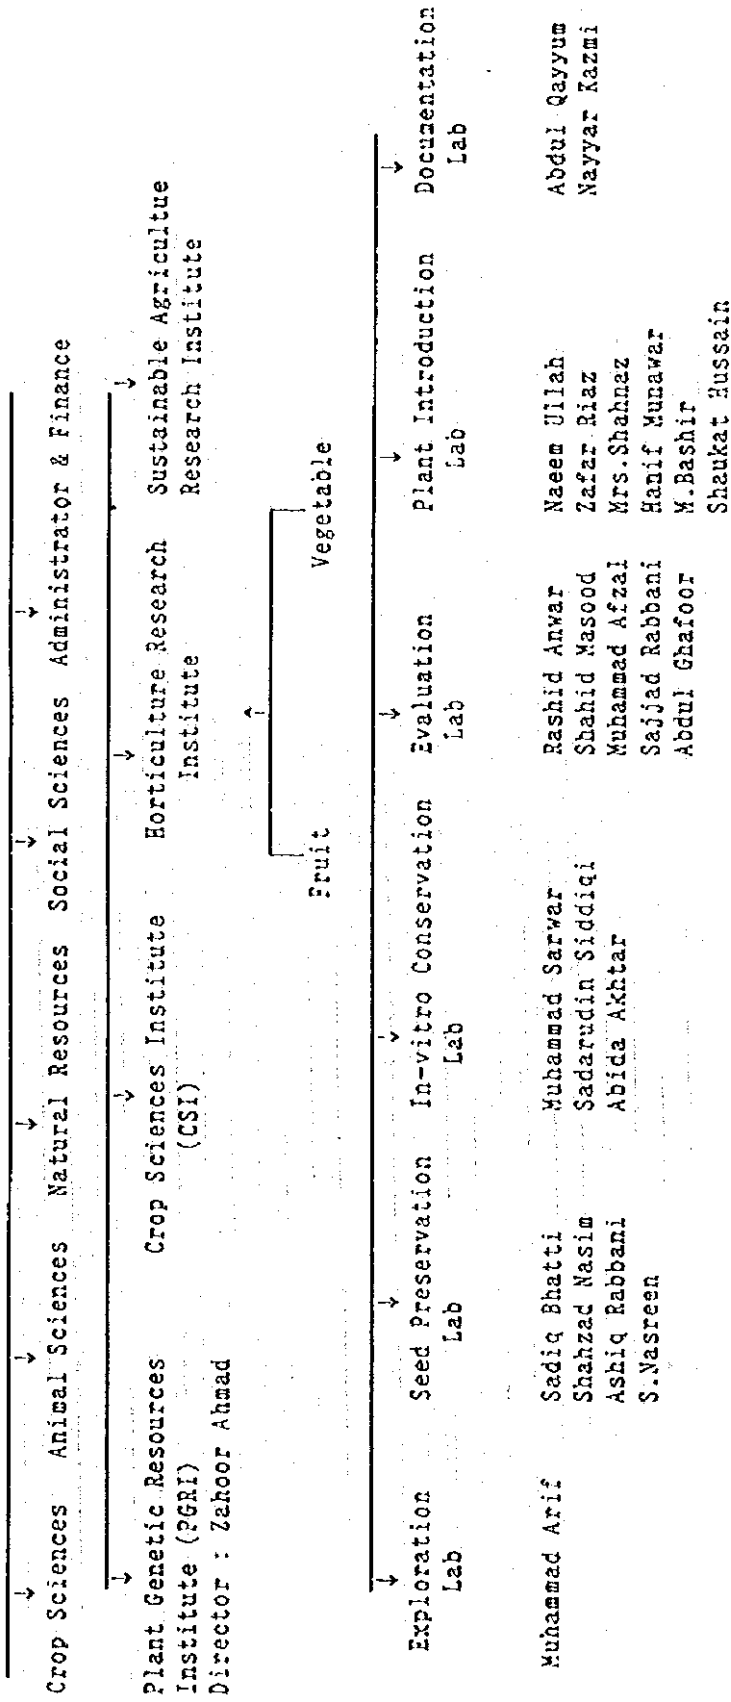 Crop Sciences Animal Sciences Natural Resources Social Sciences Administrator & Finance
Plant Genetic Resources
Institute (PGRI)
Director : Zahoor Ahmad
Crop Sciences Institute
(CSI)
Horticulture Research
Institute
Sustainable Agricultue
Research Institute
Fruit
Vegetable
Exploration
Lab
Seed Preservation
Lab
In-vitro Conservation
Lab
Evaluation
Lab
Plant Introduction
Lab
Documentation
Lab
Muhammad Arif
Sadiq Bhatti
Shahzad Nasim
Ashiq Rabbani
S.Nasreen
Muhammad Sarwar
Sadarudin Siddiqi
Abida Akhtar
Rashid Anwar
Shahid Masood
Muhammad Afzal
Sajjad Rabbani
Abdul Ghafoor
Naeem Ullah
Zafar Riaz
Mrs.Shahnaz
Hanif Munawar
M.Bashir
Shaukat Hussain
Abdul Qayyum
Nayyar Kazmi